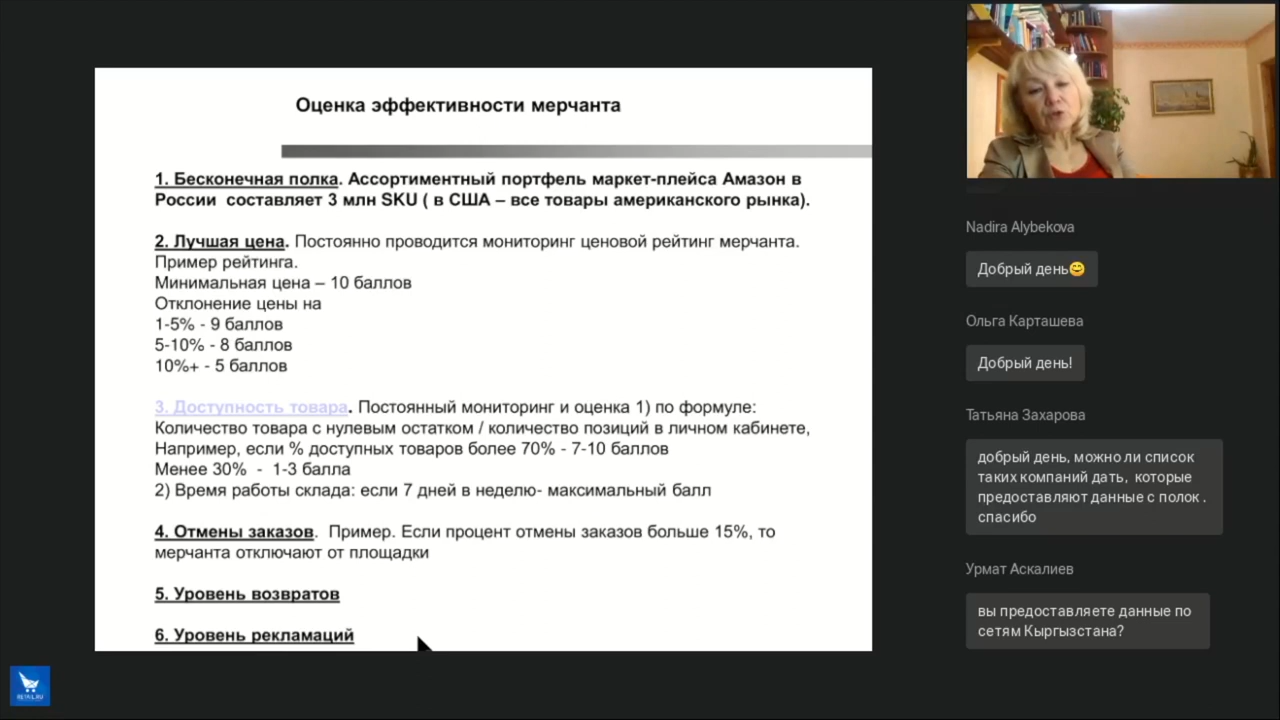 Оценка эффективности мерчанта
1. Бесконечная полка. Ассортиментный портфель маркет-плейса Амазон в
России составляет 3 млн SKU ( в США – все товары американского рынка).
2. Лучшая цена. Постоянно проводится мониторинг ценовой рейтинг мерчанта.
Пример рейтинга.
Минимальная цена – 10 баллов
Отклонение цены на
1-5% - 9 баллов
5-10% - 8 баллов
10%+ - 5 баллов
3. Доступность товара. Постоянный мониторинг и оценка 1) по формуле:
Количество товара с нулевым остатком / количество позиций в личном кабинете,
Например, если % доступных товаров более 70% - 7-10 баллов
Менее 30% - 1-3 балла
2) Время работы склада: если 7 дней в неделю- максимальный балл
4. Отмены заказов. Пример. Если процент отмены заказов больше 15%, то
мерчанта отключают от площадки
5. Уровень возвратов
6. Уровень рекламаций
Nadira Alybekova
Добрый день😊
Ольга Карташева
Добрый день!
Татьяна Захарова
добрый день, можно ли список
таких компаний дать, которые
предоставляют данные с полок .
спасибо
Урмат Аскалиев
вы предоставляете данные по
сетям Кыргызстана?
RETAIL.RU